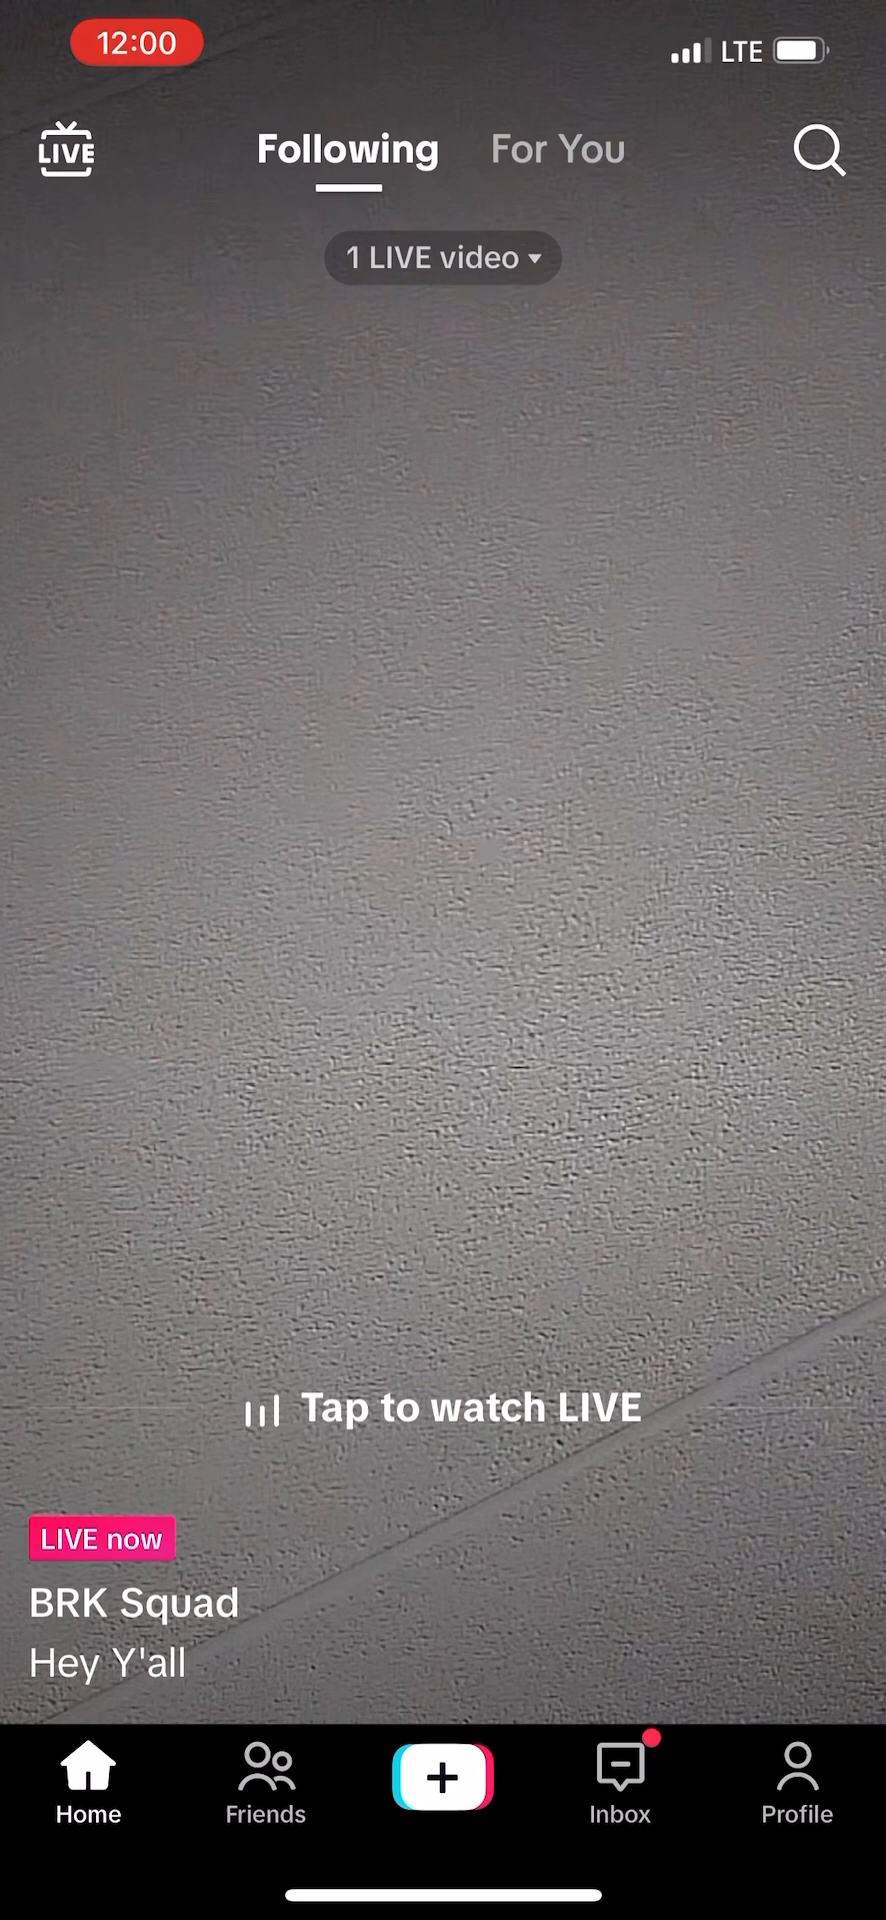 12:00
LTE
LIVE
Following
For You
1 LIVE video
Tap to watch LIVE
LIVE now
BRK Squad
Hey Y'all
Home
Friends
Inbox
Profile